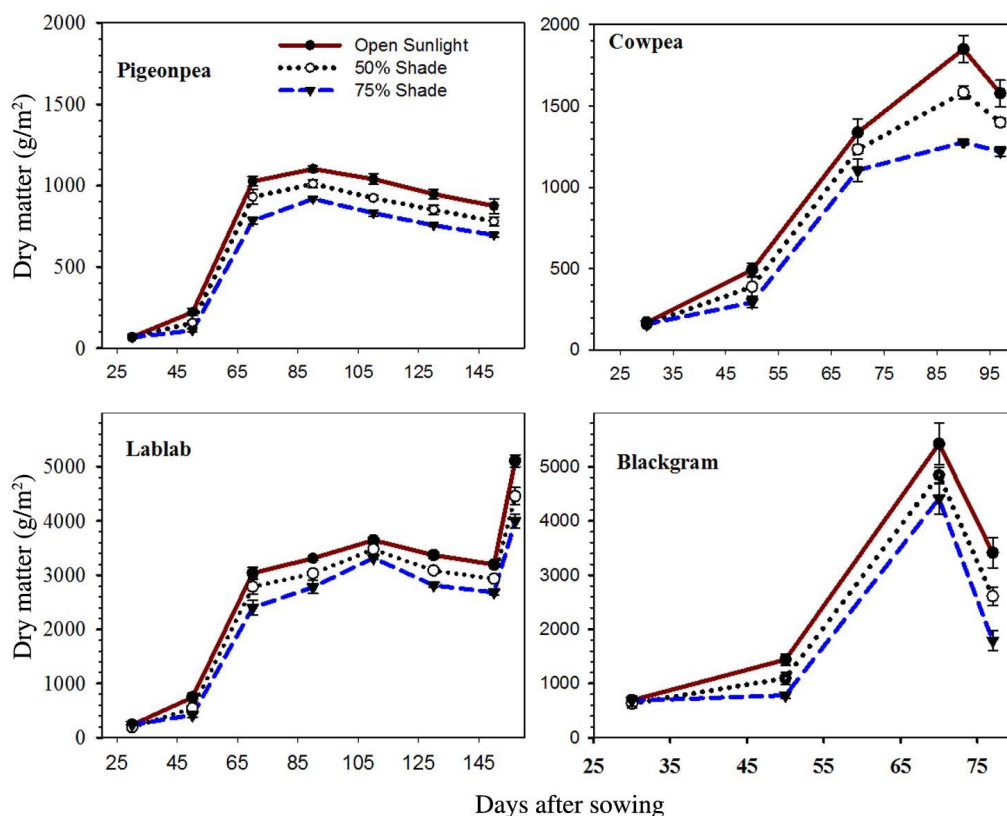 Pigeonpea
Open Sunlight
50% Shade
75% Shade
Dry matter (g/m²)
2000
1500
1000
500
0
25 45 65 85 105 125 145
Cowpea
2000
1500
1000
500
0
25 35 45 55 65 75 85 95
Lablab
Dry matter (g/m²)
5000
4000
3000
2000
1000
0
25 45 65 85 105 125 145
Blackgram
5000
4000
3000
2000
1000
0
25 35 45 55 65 75
Days after sowing